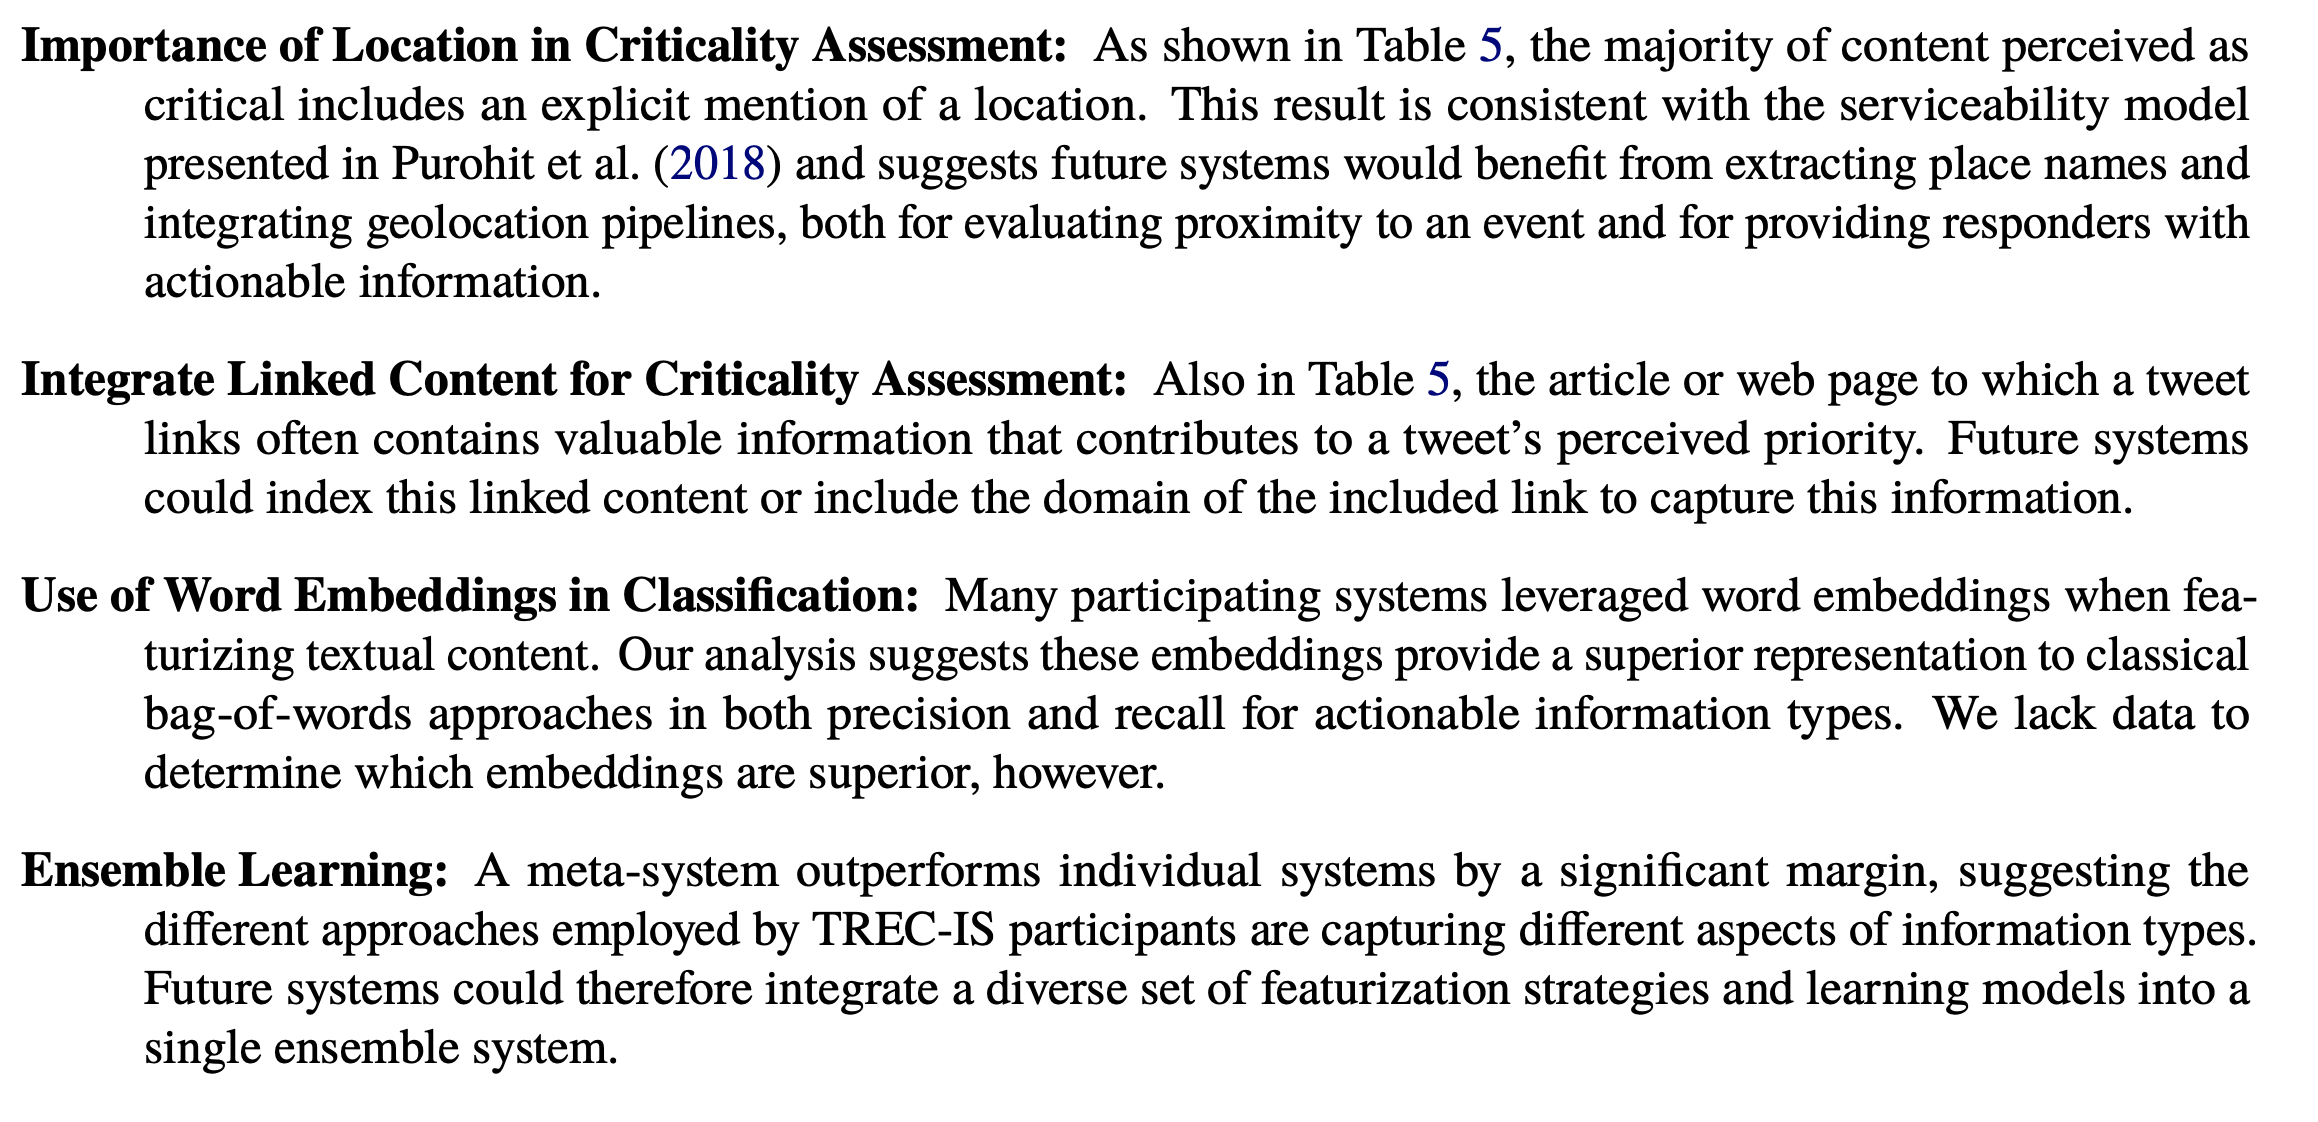 Importance of Location in Criticality Assessment: As shown in Table 5, the majority of content perceived as
critical includes an explicit mention of a location. This result is consistent with the serviceability model
presented in Purohit et al. (2018) and suggests future systems would benefit from extracting place names and
integrating geolocation pipelines, both for evaluating proximity to an event and for providing responders with
actionable information.
Integrate Linked Content for Criticality Assessment: Also in Table 5, the article or web page to which a tweet
links often contains valuable information that contributes to a tweet’s perceived priority. Future systems
could index this linked content or include the domain of the included link to capture this information.
Use of Word Embeddings in Classification: Many participating systems leveraged word embeddings when fea-
turizing textual content. Our analysis suggests these embeddings provide a superior representation to classical
bag-of-words approaches in both precision and recall for actionable information types. We lack data to
determine which embeddings are superior, however.
Ensemble Learning: A meta-system outperforms individual systems by a significant margin, suggesting the
different approaches employed by TREC-IS participants are capturing different aspects of information types.
Future systems could therefore integrate a diverse set of featurization strategies and learning models into a
single ensemble system.